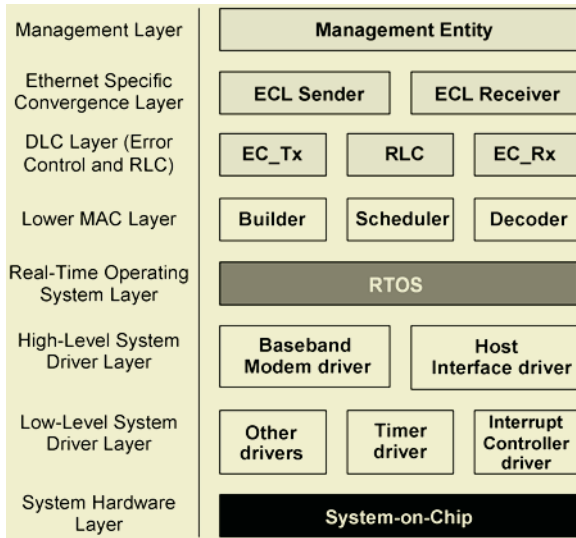 Management Layer
Management Entity
Ethernet Specific
Convergence Layer
ECL Sender
ECL Receiver
DLC Layer (Error
Control and RLC)
EC_Tx
RLC
EC_Rx
Lower MAC Layer
Builder
Scheduler
Decoder
Real-Time Operating
System Layer
RTOS
High-Level System
Driver Layer
Baseband
Modem driver
Host
Interface driver
Low-Level System
Driver Layer
Other
drivers
Timer
driver
Interrupt
Controller
driver
System Hardware
Layer
System-on-Chip